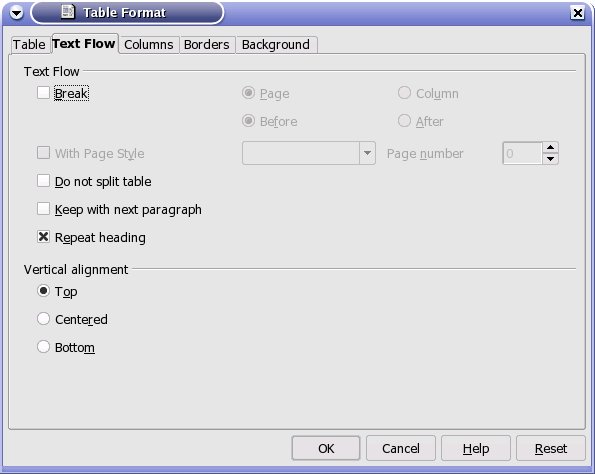 Table Format
Table Text Flow Columns Borders Background
Text Flow
Break Page Column
Before After
With Page Style Page number 0
Do not split table
Keep with next paragraph
Repeat heading
Vertical alignment
Top
Centered
Bottom
OK Cancel Help Reset